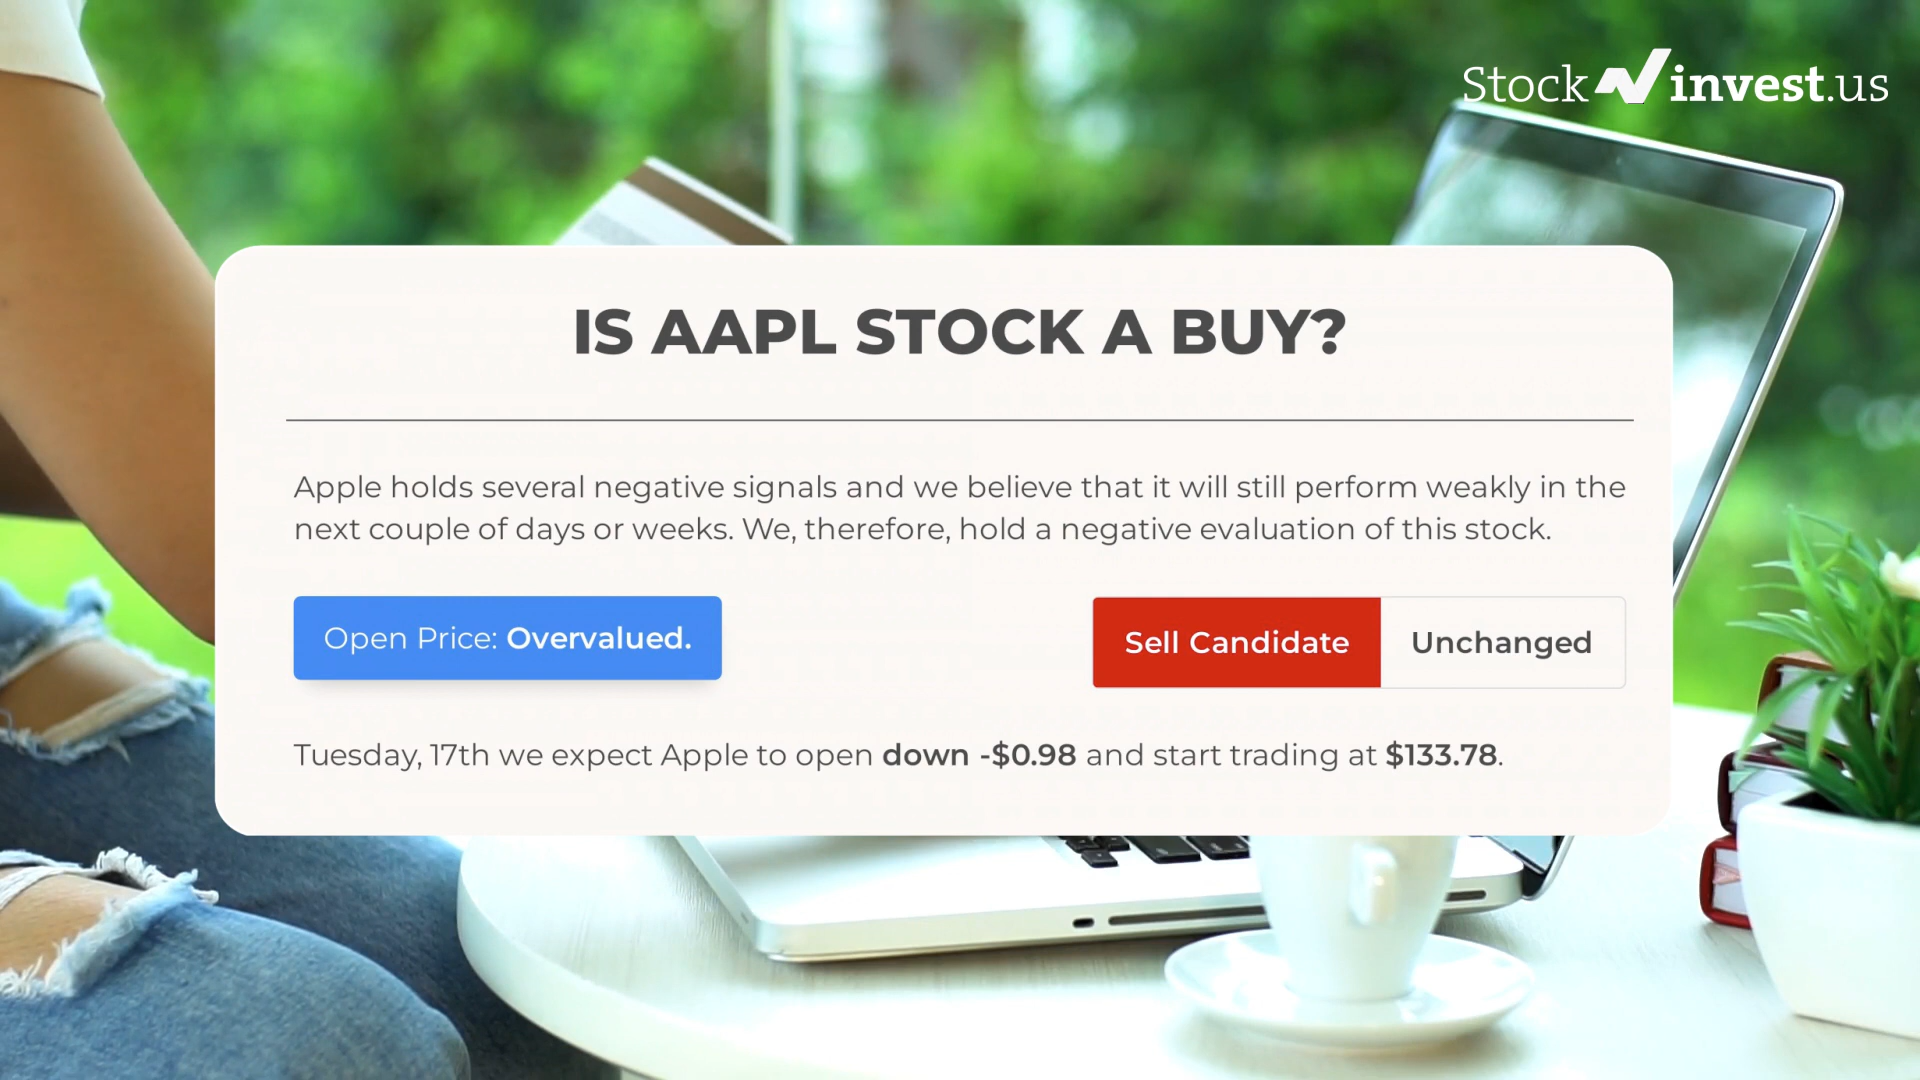 Stock invest.us
IS AAPL STOCK A BUY?
Apple holds several negative signals and we believe that it will still perform weakly in the
next couple of days or weeks. We, therefore, hold a negative evaluation of this stock.
Open Price: Overvalued.
Sell Candidate Unchanged
Tuesday, 17th we expect Apple to open down -$0.98 and start trading at $133.78.